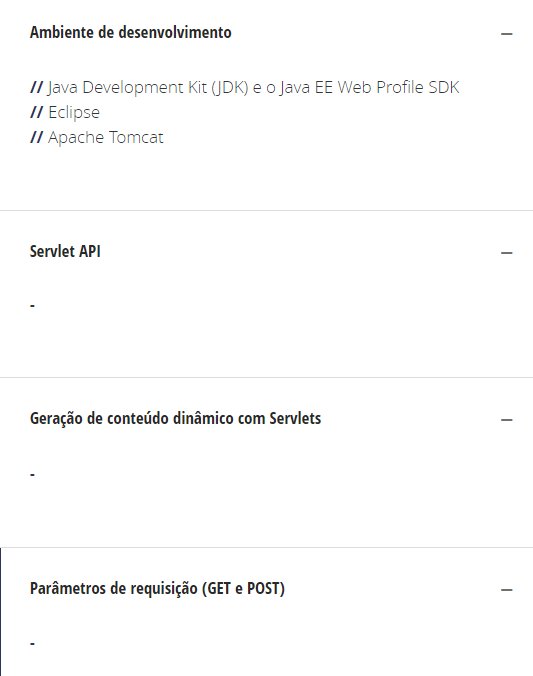 Ambiente de desenvolvimento
// Java Development Kit (JDK) e o Java EE Web Profile SDK
// Eclipse
// Apache Tomcat
Servlet API
-
Geração de conteúdo dinâmico com Servlets
-
Parâmetros de requisição (GET e POST)
-